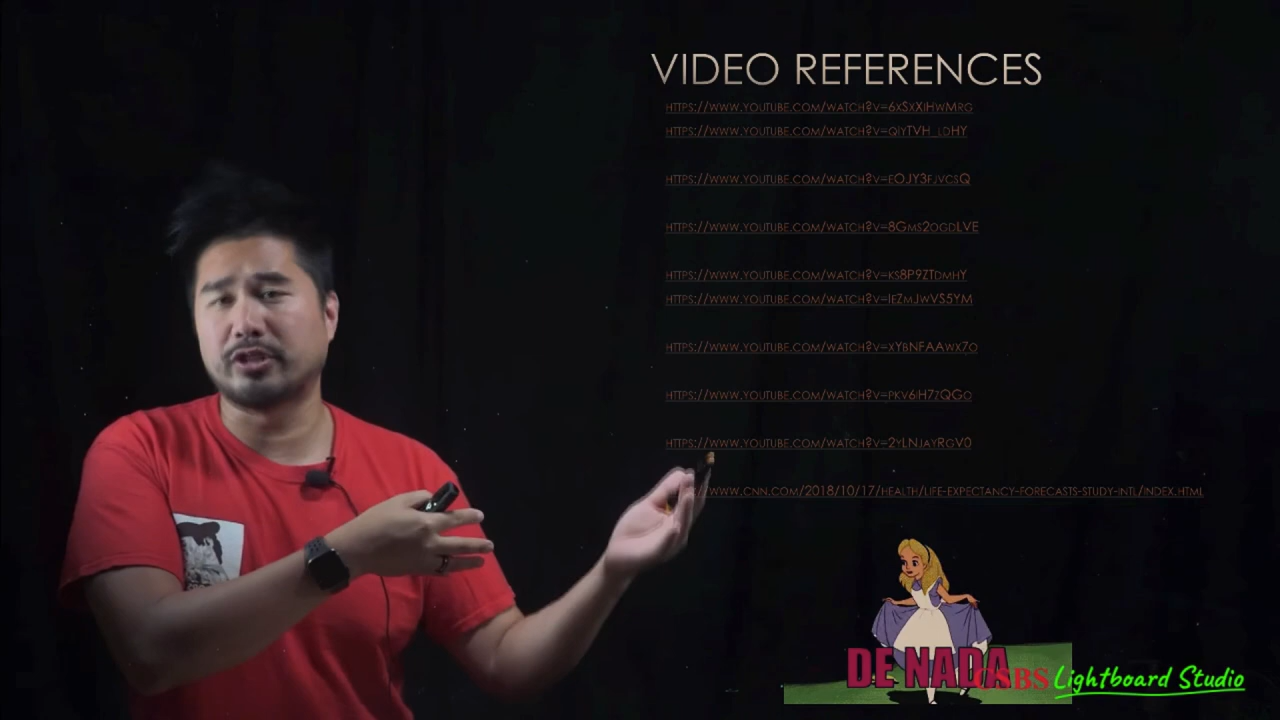 VIDEO REFERENCES
HTTPS://WWW.YOUTUBE.COM/WATCH?V=6XSXXIHWMRG
HTTPS://WWW.YOUTUBE.COM/WATCH?V=QIYTVH_LDHY
HTTPS://WWW.YOUTUBE.COM/WATCH?V=EOJY3FJVCSQ
HTTPS://WWW.YOUTUBE.COM/WATCH?V=8GMS2OGDLVE
HTTPS://WWW.YOUTUBE.COM/WATCH?V=KS8P9ZTDMHY
HTTPS://WWW.YOUTUBE.COM/WATCH?V=IEZMJWVS5YM
HTTPS://WWW.YOUTUBE.COM/WATCH?V=XYBNFAAWX7O
HTTPS://WWW.YOUTUBE.COM/WATCH?V=PKV6IH77QGO
HTTPS://WWW.YOUTUBE.COM/WATCH?V=2YLNJAYRGV0
//WWW.CNN.COM/2018/10/17/HEALTH/LIFE-EXPECTANCY-FORECASTS-STUDY-INTL/INDEX.HTML
DE NADA
OSBS Lightboard Studio